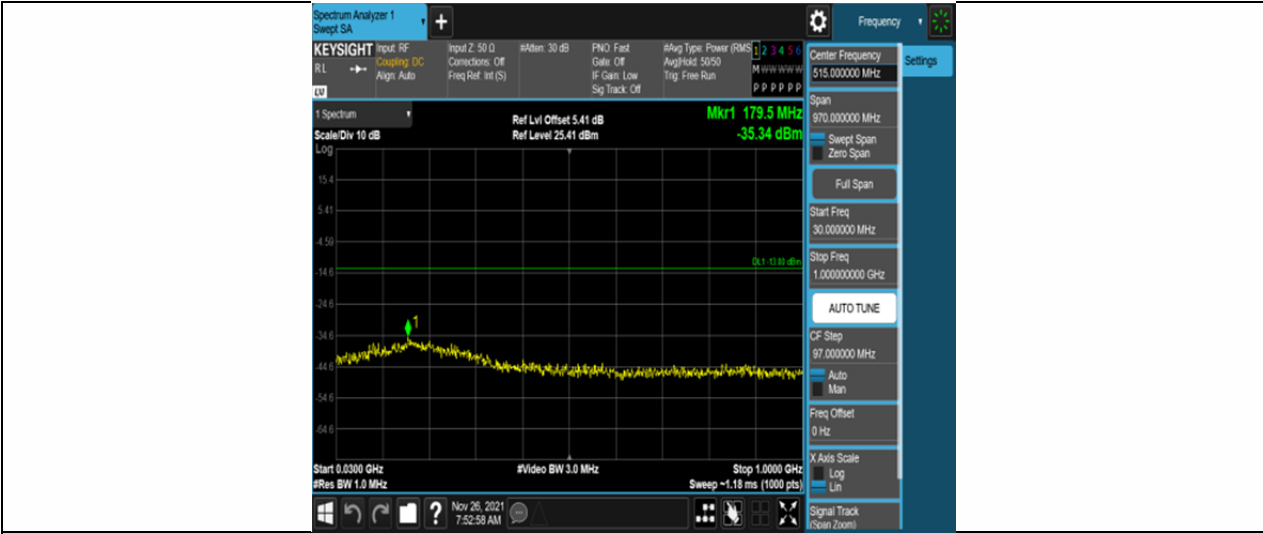 Spectrum Analyzer 1
Swept SA
+
Frequency
KEYSIGHT
RL
LV
Input: RF
Coupling: DC
Align: Auto
Input Z: 50 Ω
Corrections: Off
Freq Ref: Int (S)
#Atten: 30 dB
PNO: Fast
Gate: Off
IF Gain: Low
Sig Track: Off
#Avg Type: Power (RMS
Avg|Hold: 50/50
Trig: Free Run
1 2 3 4 5 6
M W W W W W
P P P P P P
Center Frequency
515.000000 MHz
Settings
Span
970.000000 MHz
Swept Span
Zero Span
Full Span
Start Freq
30.000000 MHz
Stop Freq
1.000000000 GHz
AUTO TUNE
CF Step
97.000000 MHz
Auto
Man
Freq Offset
0 Hz
X Axis Scale
Log
Lin
Signal Track
(Span Zoom)
1 Spectrum
Scale/Div 10 dB
Log
Ref Lvl Offset 5.41 dB
Ref Level 25.41 dBm
Mkr1 179.5 MHz
-35.34 dBm
15.4
5.41
-4.59
DL1 -13.00 dBm
-14.6
-24.6
1
-34.6
-44.6
-54.6
-64.6
Start 0.0300 GHz
#Res BW 1.0 MHz
#Video BW 3.0 MHz
Stop 1.0000 GHz
Sweep ~1.18 ms (1000 pts)
?
Nov 26, 2021
7:52:58 AM